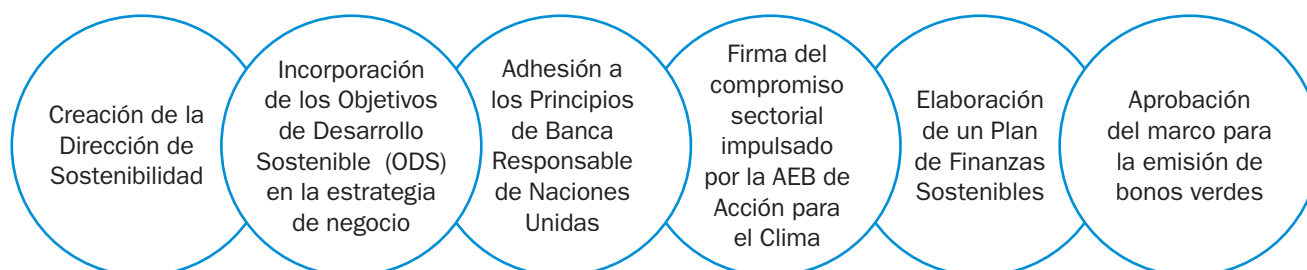 Creación de la
Dirección de
Sostenibilidad
Incorporación
de los Objetivos
de Desarrollo
Sostenible (ODS)
en la estrategia
de negocio
Adhesión a
los Principios
de Banca
Responsable
de Naciones
Unidas
Firma del
compromiso
sectorial
impulsado
por la AEB de
Acción para
el Clima
Elaboración
de un Plan
de Finanzas
Sostenibles
Aprobación
del marco para
la emisión de
bonos verdes